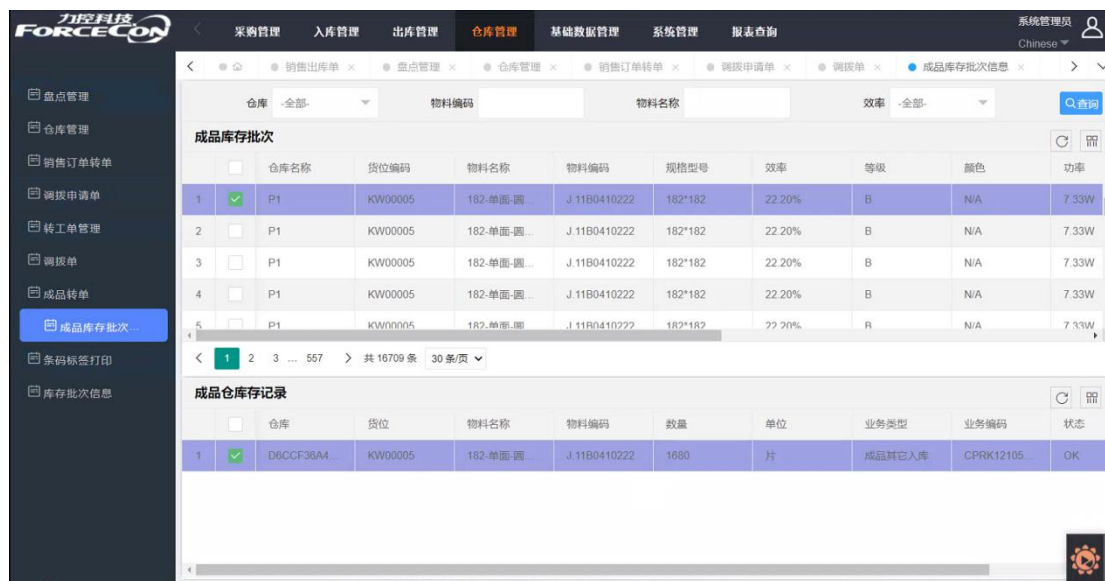 力控科技
FORCECON
采购管理 入库管理 出库管理 仓库管理 基础数据管理 系统管理 报表查询
系统管理员
Chinese
销售出库单 盘点管理 仓库管理 销售订单转单 调拨申请单 调拨单 成品库存批次信息
盘点管理
仓库管理
销售订单转单
调拨申请单
转工单管理
调拨单
成品转单
成品库存批次...
条码标签打印
库存批次信息
仓库 -全部- 物料编码 物料名称 效率 -全部- 查询
成品库存批次
仓库名称 货位编码 物料名称 物料编码 规格型号 效率 等级 颜色 功率
1 P1 KW00005 182-单面-圆... J.11B0410222 182*182 22.20% B N/A 7.33W
2 P1 KW00005 182-单面-圆... J.11B0410222 182*182 22.20% B N/A 7.33W
3 P1 KW00005 182-单面-圆... J.11B0410222 182*182 22.20% B N/A 7.33W
4 P1 KW00005 182-单面-圆... J.11B0410222 182*182 22.20% B N/A 7.33W
5 P1 KW00005 182-单面-圆... J.11B0410222 182*182 22.20% B N/A 7.33W
1 2 3 ... 557 共 16709 条 30 条/页
成品仓库存记录
仓库 货位 物料名称 物料编码 数量 单位 业务类型 业务编码 状态
1 D6CCF36A4... KW00005 182-单面-圆... J.11B0410222 1680 片 成品其它入库 CPRK12105... OK